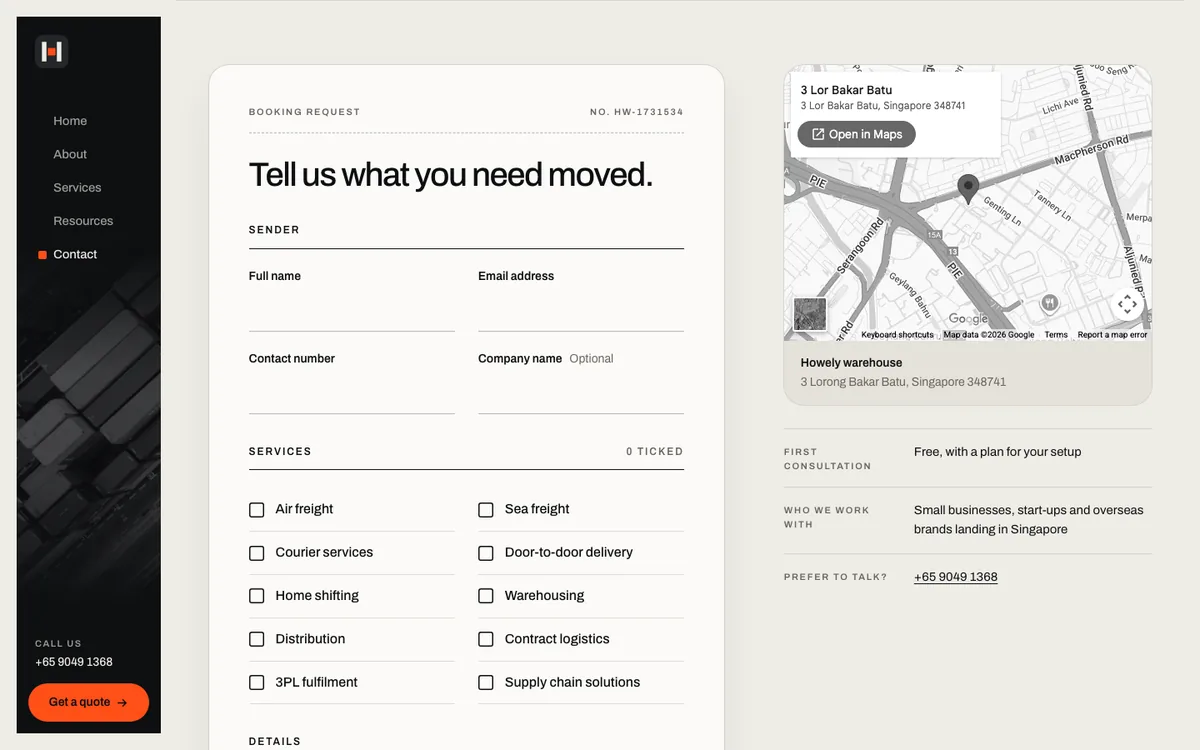 H
Home
About
Services
Resources
Contact
CALL US
+65 9049 1368
Get a quote →
BOOKING REQUEST
NO. HW-1731534
Tell us what you need moved.
SENDER
Full name
Email address
Contact number
Company name Optional
SERVICES
0 TICKED
Air freight
Sea freight
Courier services
Door-to-door delivery
Home shifting
Warehousing
Distribution
Contract logistics
3PL fulfilment
Supply chain solutions
DETAILS
3 Lor Bakar Batu
3 Lor Bakar Batu, Singapore 348741
Open in Maps
Lichi Ave
Aljunied Rd
MacPherson Rd
PIE
Genting Ln
Tannery Ln
15A
13
Serangoon Rd
PIE
Geylang Bahru
Google
Keyboard shortcuts
Map data ©2026 Google
Terms
Report a map error
Howely warehouse
3 Lorong Bakar Batu, Singapore 348741
FIRST
CONSULTATION
Free, with a plan for your setup
WHO WE WORK
WITH
Small businesses, start-ups and overseas
brands landing in Singapore
PREFER TO TALK?
+65 9049 1368